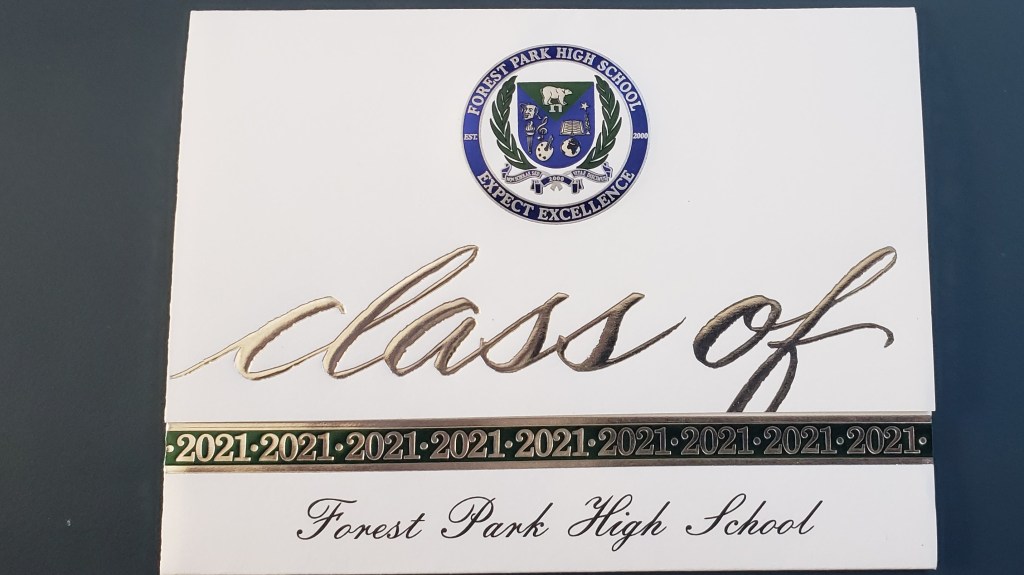 FOREST PARK HIGH SCHOOL
EST. 2000
2000
EXPECT EXCELLENCE
class of
·2021·2021·2021·2021·2021·2021·2021·2021·2021·
Forest Park High School